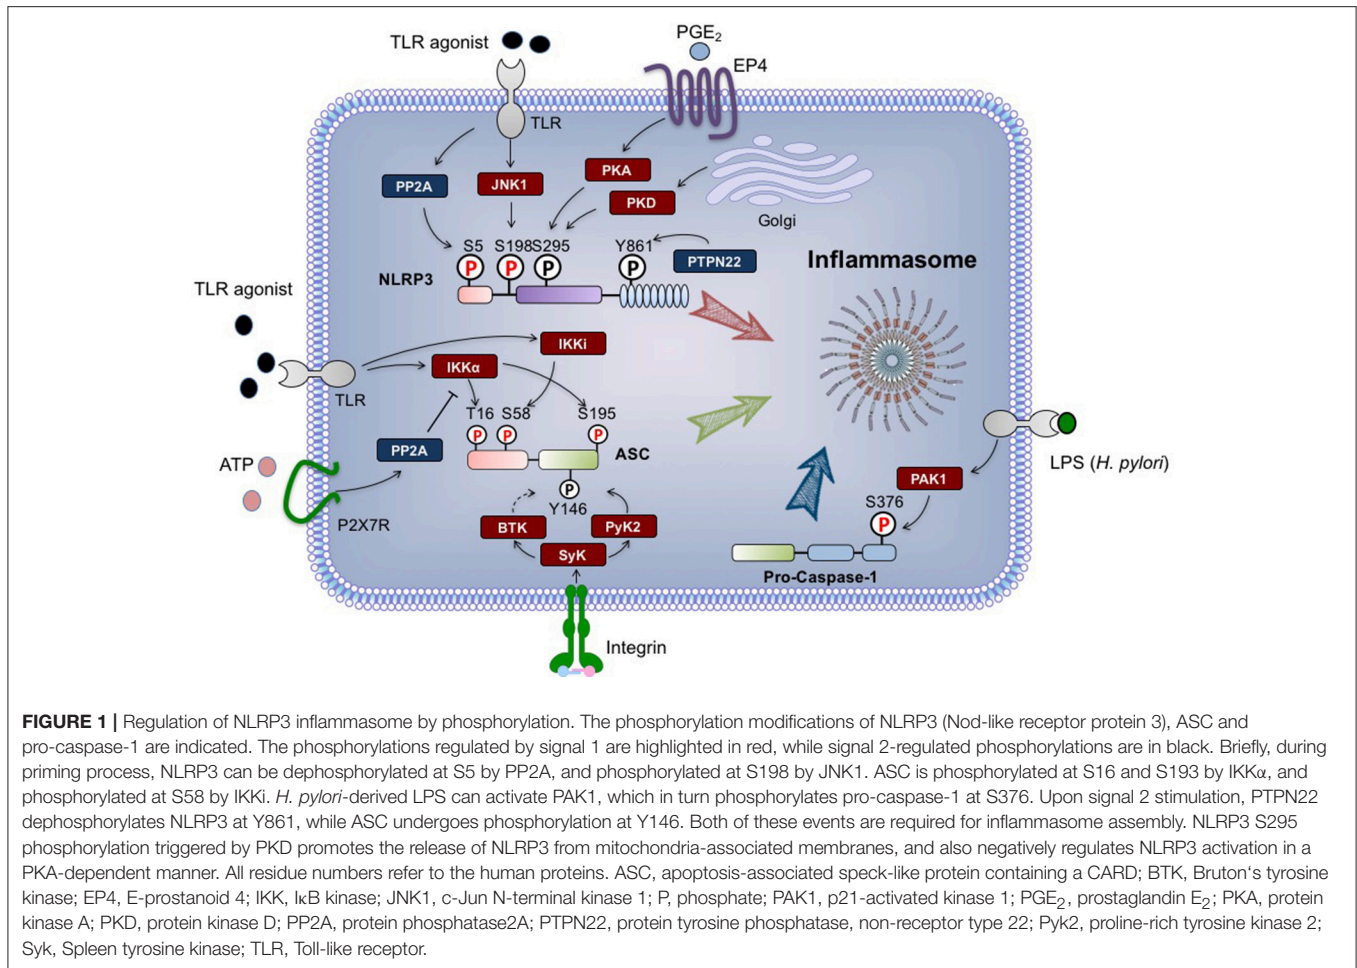 TLR agonist
PGE2
EP4
TLR
PP2A
JNK1
PKA
PKD
Golgi
S5 S198 S295 Y861
PTPN22
P P P P
NLRP3
Inflammasome
TLR agonist
IKKi
IKKα
TLR
T16 S58 S195
P P P
PP2A
ASC
ATP
P2X7R
P
Y146
BTK
PyK2
SyK
LPS (H. pylori)
PAK1
S376
P
Pro-Caspase-1
Integrin
FIGURE 1 | Regulation of NLRP3 inflammasome by phosphorylation. The phosphorylation modifications of NLRP3 (Nod-like receptor protein 3), ASC and
pro-caspase-1 are indicated. The phosphorylations regulated by signal 1 are highlighted in red, while signal 2-regulated phosphorylations are in black. Briefly, during
priming process, NLRP3 can be dephosphorylated at S5 by PP2A, and phosphorylated at S198 by JNK1. ASC is phosphorylated at S16 and S193 by IKKα, and
phosphorylated at S58 by IKKi. H. pylori-derived LPS can activate PAK1, which in turn phosphorylates pro-caspase-1 at S376. Upon signal 2 stimulation, PTPN22
dephosphorylates NLRP3 at Y861, while ASC undergoes phosphorylation at Y146. Both of these events are required for inflammasome assembly. NLRP3 S295
phosphorylation triggered by PKD promotes the release of NLRP3 from mitochondria-associated membranes, and also negatively regulates NLRP3 activation in a
PKA-dependent manner. All residue numbers refer to the human proteins. ASC, apoptosis-associated speck-like protein containing a CARD; BTK, Bruton‘s tyrosine
kinase; EP4, E-prostanoid 4; IKK, IκB kinase; JNK1, c-Jun N-terminal kinase 1; P, phosphate; PAK1, p21-activated kinase 1; PGE2, prostaglandin E2; PKA, protein
kinase A; PKD, protein kinase D; PP2A, protein phosphatase2A; PTPN22, protein tyrosine phosphatase, non-receptor type 22; Pyk2, proline-rich tyrosine kinase 2;
Syk, Spleen tyrosine kinase; TLR, Toll-like receptor.